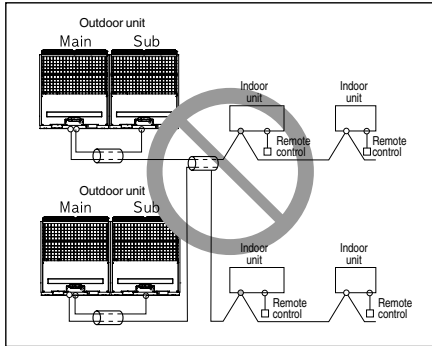 Outdoor unit
Main Sub
Indoor
unit
Remote
control
Indoor
unit
Remote
control
Outdoor unit
Main Sub
Indoor
unit
Remote
control
Indoor
unit
Remote
control